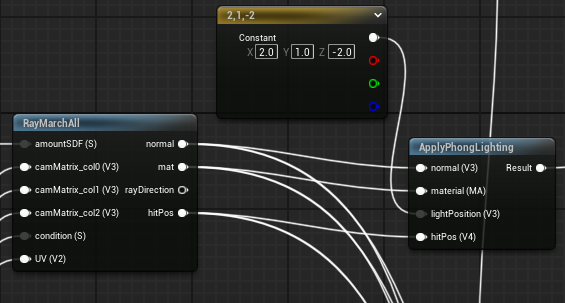 2,1,-2
Constant
X 2.0 Y 1.0 Z -2.0
RayMarchAll
amountSDF (S) normal
camMatrix_col0 (V3) mat
camMatrix_col1 (V3) rayDirection
camMatrix_col2 (V3) hitPos
condition (S)
UV (V2)
ApplyPhongLighting
normal (V3) Result
material (MA)
lightPosition (V3)
hitPos (V4)